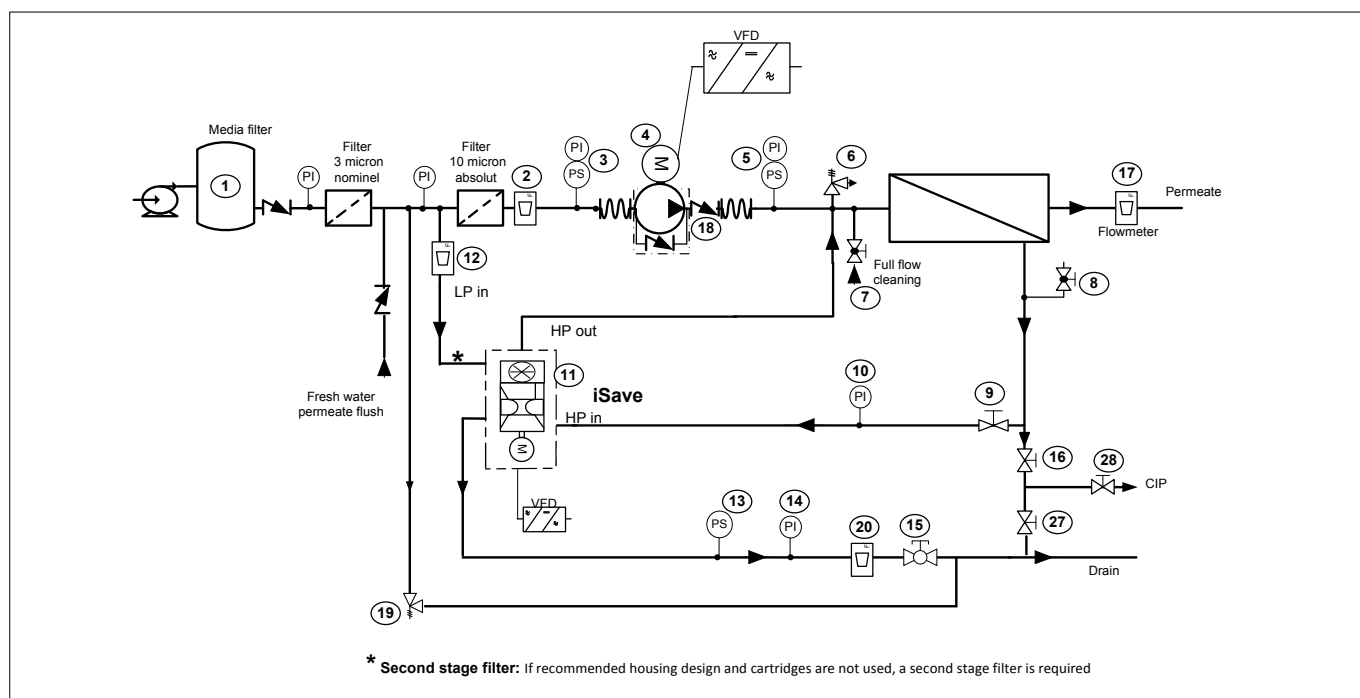 VFD
Media filter
Filter
3 micron
nominel
Filter
10 micron
absolut
4
M
1
PI
PI
2
F
PI
PS
3
PI
PS
5
6
18
17
F
Permeate
Flowmeter
12
F
LP in
Full flow
cleaning
7
8
HP out
*
11
iSave
M
10
PI
9
HP in
Fresh water
permeate flush
16
28
CIP
VFD
13
PS
14
PI
20
F
15
27
Drain
19
* Second stage filter: If recommended housing design and cartridges are not used, a second stage filter is required